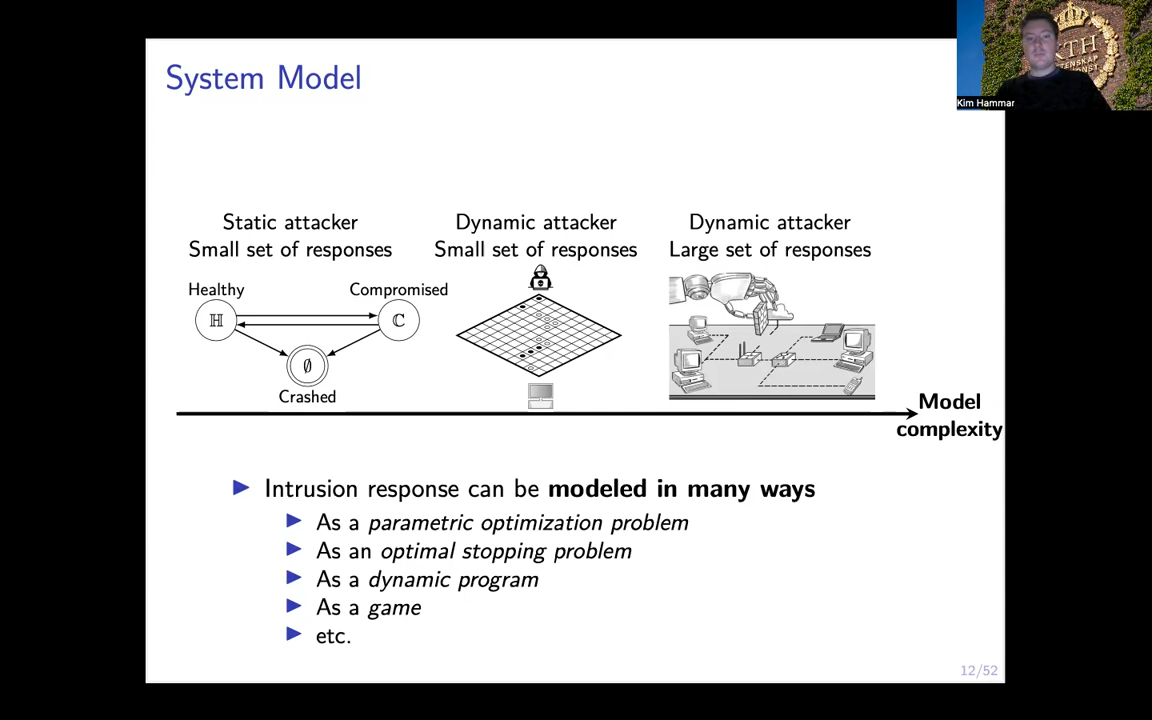 System Model
Kim Hammar
KTH
Static attacker
Small set of responses
Dynamic attacker
Small set of responses
Dynamic attacker
Large set of responses
Healthy
Compromised
ℍ
ℂ
∅
Crashed
Model
complexity
Intrusion response can be modeled in many ways
As a parametric optimization problem
As an optimal stopping problem
As a dynamic program
As a game
etc.
12/52